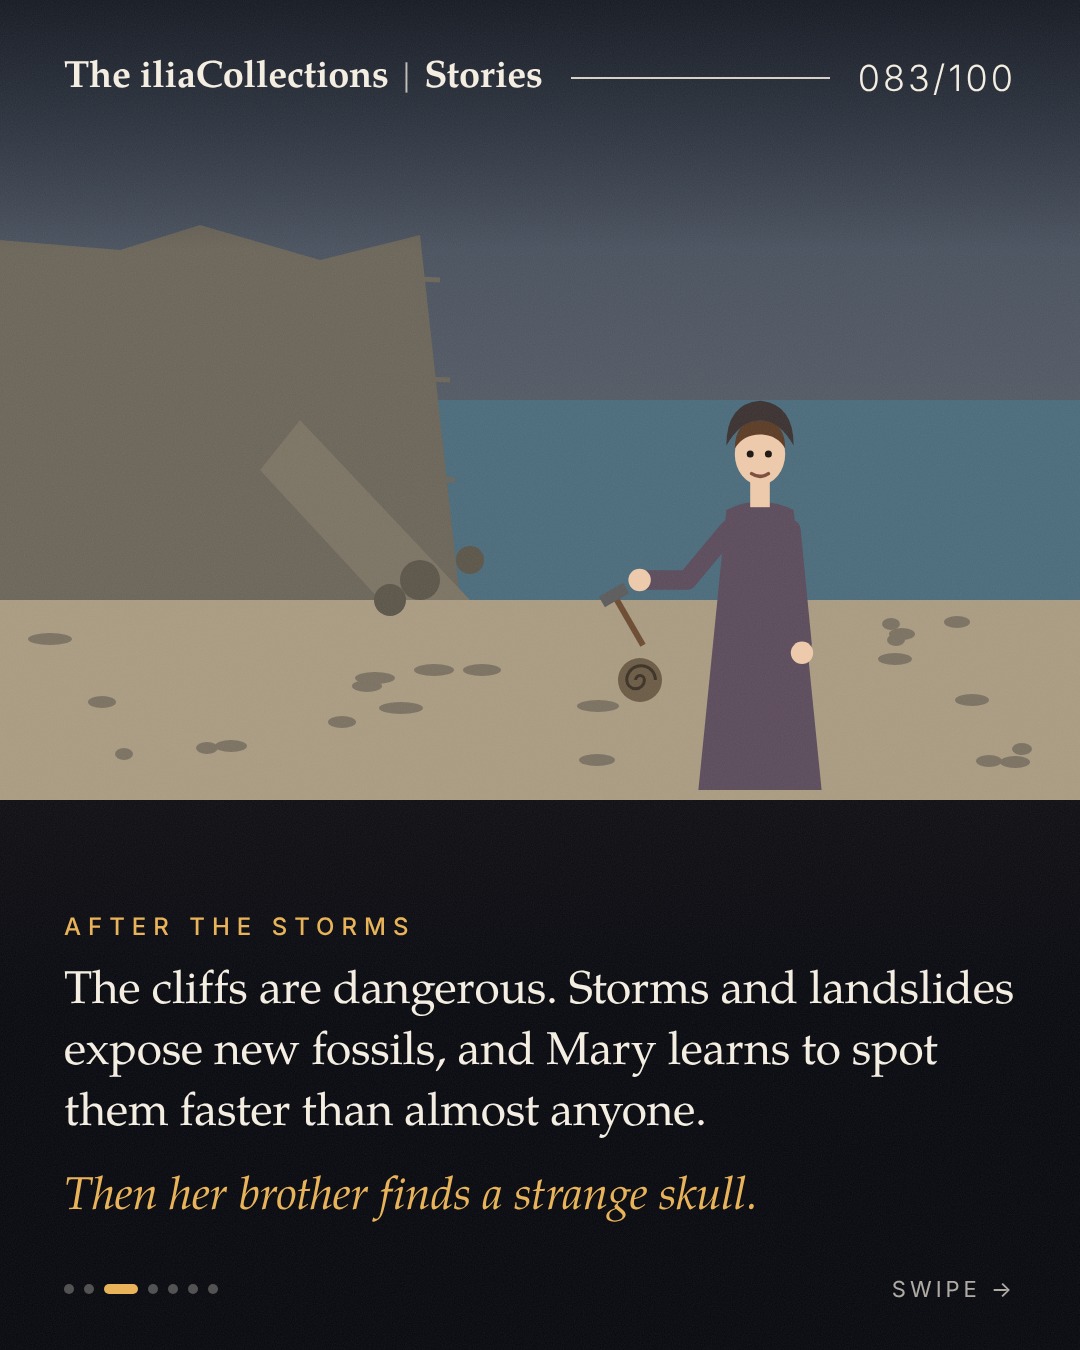 The iliaCollections | Stories
083/100
AFTER THE STORMS
The cliffs are dangerous. Storms and landslides
expose new fossils, and Mary learns to spot
them faster than almost anyone.
Then her brother finds a strange skull.
SWIPE →